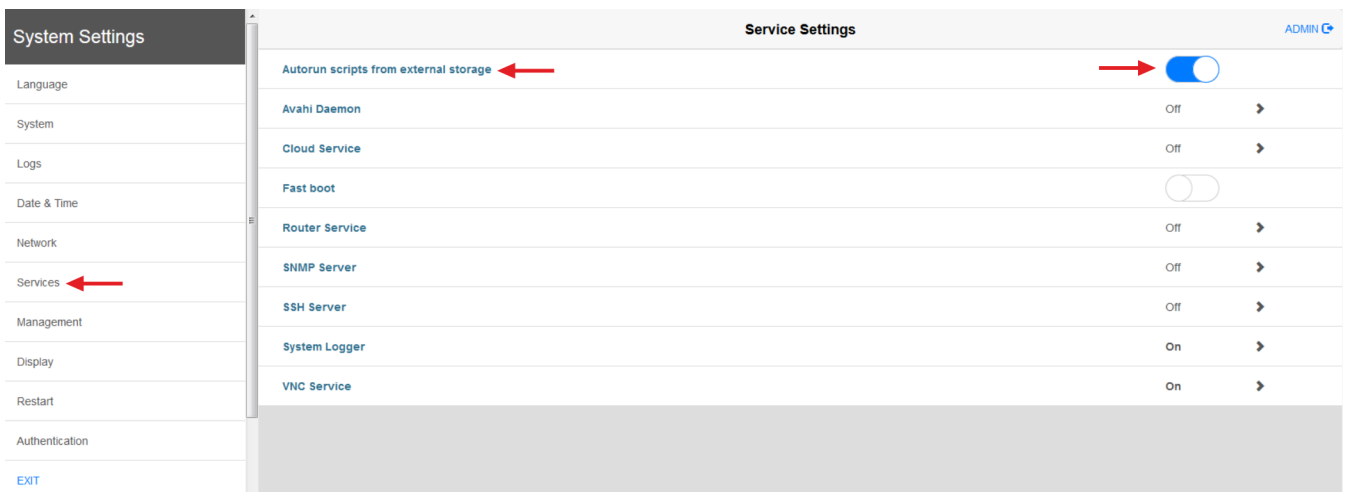 System Settings
Language
System
Logs
Date & Time
Network
Services
Management
Display
Restart
Authentication
EXIT
Service Settings
ADMIN
Autorun scripts from external storage
Avahi Daemon Off
Cloud Service Off
Fast boot
Router Service Off
SNMP Server Off
SSH Server Off
System Logger On
VNC Service On